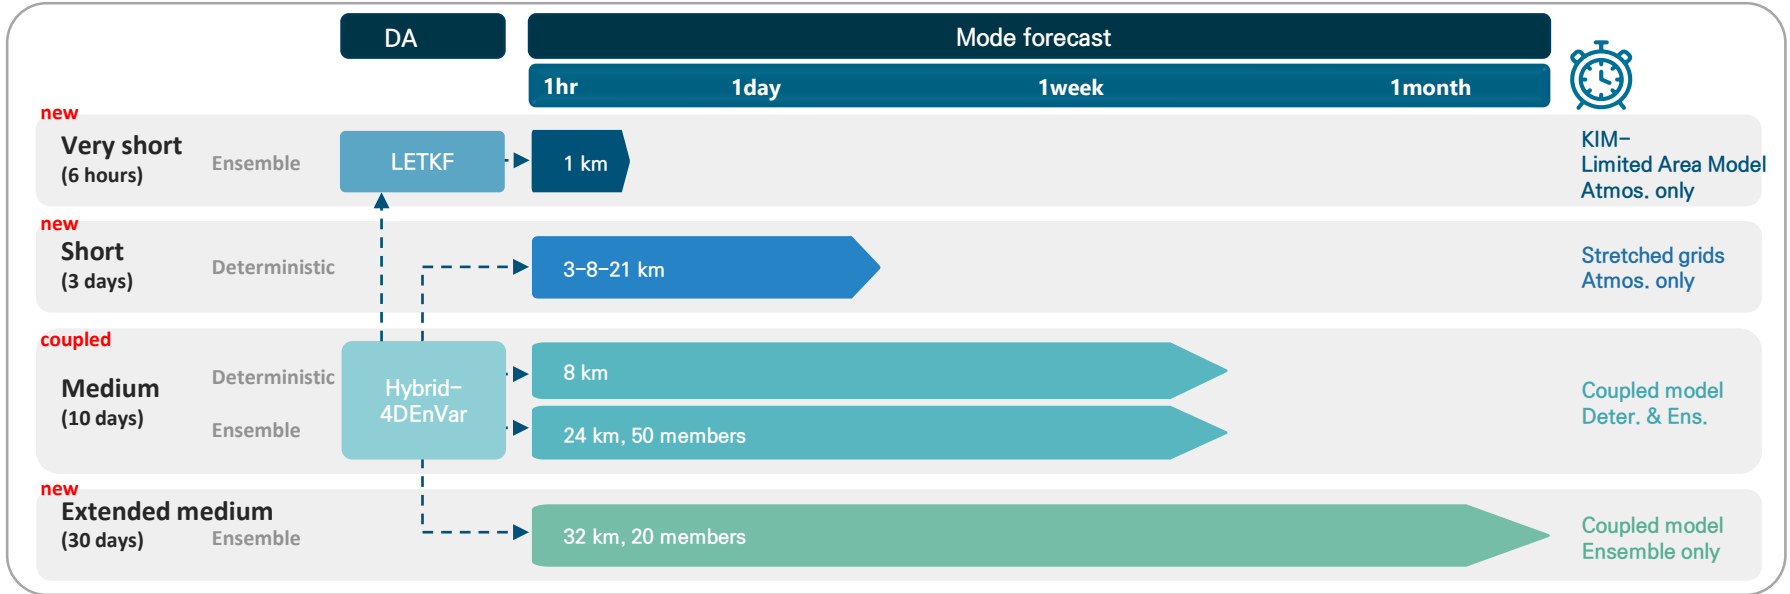 DA
Mode forecast
1hr
1day
1week
1month
new
Very short
(6 hours)
Ensemble
LETKF
1 km
KIM-
Limited Area Model
Atmos. only
new
Short
(3 days)
Deterministic
3-8-21 km
Stretched grids
Atmos. only
coupled
Medium
(10 days)
Deterministic
Ensemble
Hybrid-
4DEnVar
8 km
24 km, 50 members
Coupled model
Deter. & Ens.
new
Extended medium
(30 days)
Ensemble
32 km, 20 members
Coupled model
Ensemble only